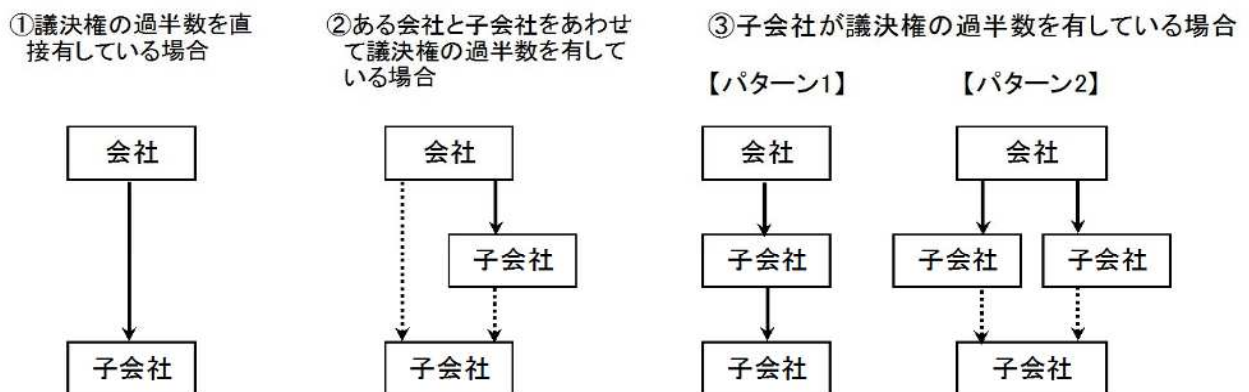 ①議決権の過半数を直
接有している場合
②ある会社と子会社をあわせ
て議決権の過半数を有して
いる場合
③子会社が議決権の過半数を有している場合
【パターン1】
【パターン2】
会社
会社
会社
会社
子会社
子会社
子会社
子会社
子会社
子会社
子会社
子会社